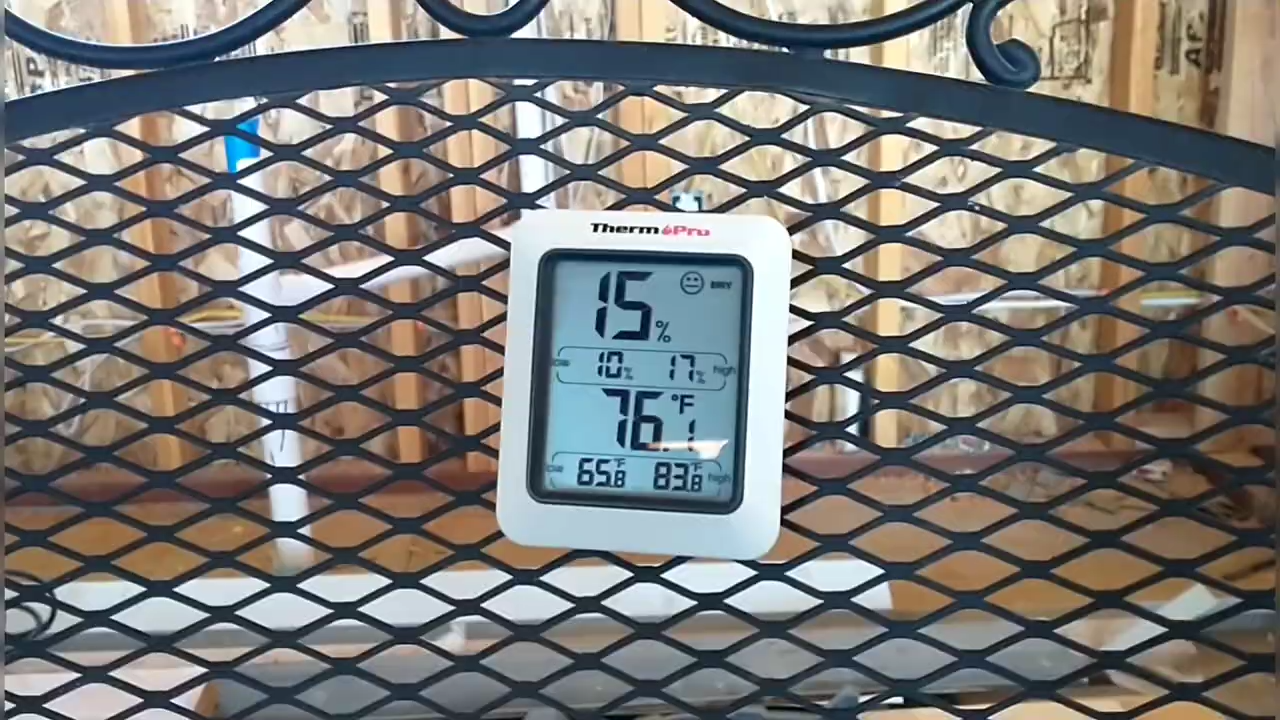 ThermoPro
15% DRY
low 10% 17% high
76.1°F
low 65.8°F 83.8°F high